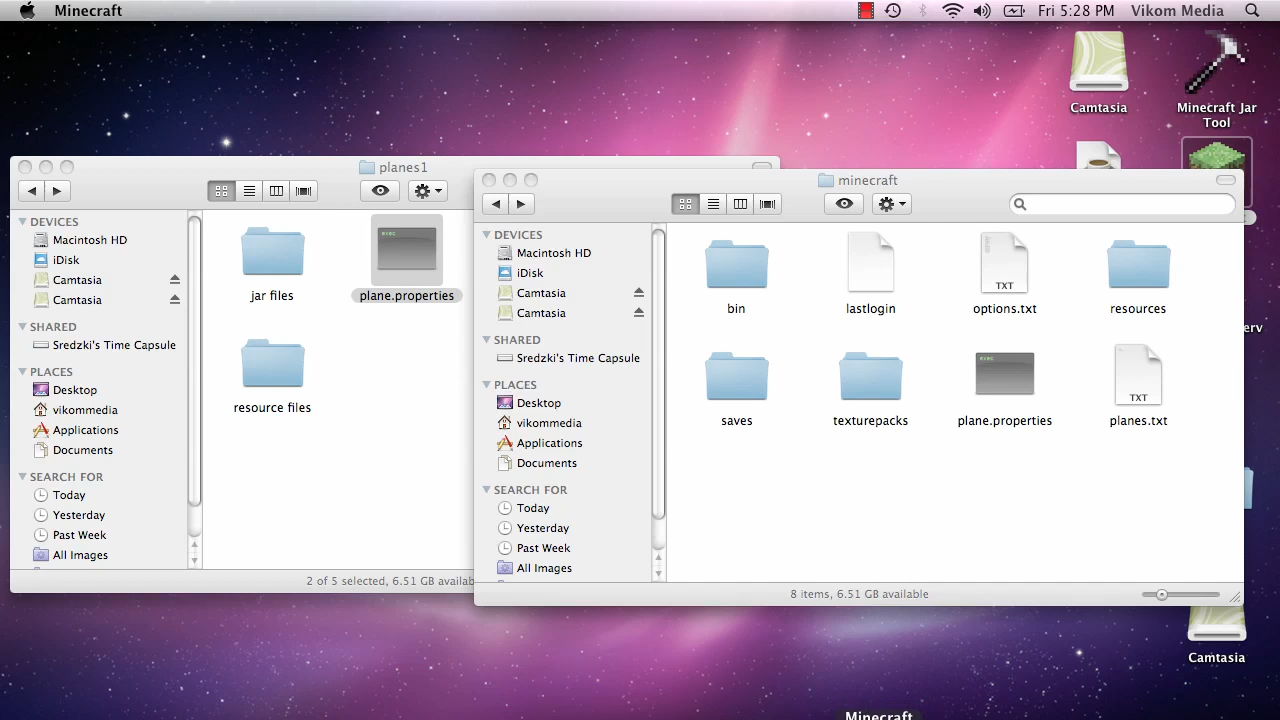 Minecraft
Fri 5:28 PM
Vikom Media
Camtasia
Minecraft Jar
Tool
planes1
DEVICES
Macintosh HD
iDisk
Camtasia
Camtasia
SHARED
Sredzki's Time Capsule
PLACES
Desktop
vikommedia
Applications
Documents
SEARCH FOR
Today
Yesterday
Past Week
All Images
jar files
exec
plane.properties
resource files
2 of 5 selected, 6.51 GB availab
minecraft
DEVICES
Macintosh HD
iDisk
Camtasia
Camtasia
SHARED
Sredzki's Time Capsule
PLACES
Desktop
vikommedia
Applications
Documents
SEARCH FOR
Today
Yesterday
Past Week
All Images
bin
lastlogin
TXT
options.txt
resources
saves
texturepacks
exec
plane.properties
TXT
planes.txt
8 items, 6.51 GB available
erv
Camtasia
Minecraft